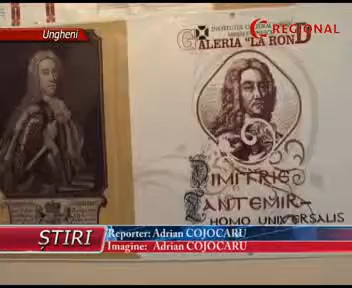 Ungheni
C REGIONAL
GALERIA "LA ROND
DIMITRIE
CANTEMIR-
HOMO UNIVERSALIS
ȘTIRI
Reporter: Adrian COJOCARU
Imagine: Adrian COJOCARU